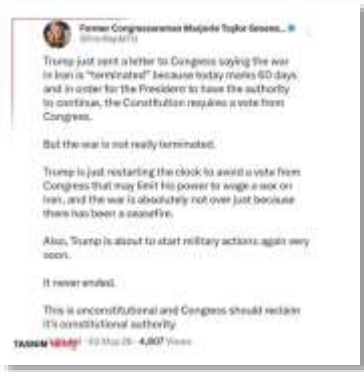 Former Congresswoman Marjorie Taylor Greene...
Trump just sent a letter to Congress saying the war
in Iran is "terminated" because today marks 60 days
and in order for the President to have the authority
to continue, the Constitution requires a vote from
Congress.
But the war is not really terminated.
Trump is just restarting the clock to avoid a vote from
Congress that may limit his power to wage a war on
Iran, and the war is absolutely not over just because
there has been a ceasefire.
Also, Trump is about to start military actions again very
soon.
It never ended.
This is unconstitutional and Congress should reclaim
it's constitutional authority.
TASNIM NEWS · 02 May 26 · 4,807 Views